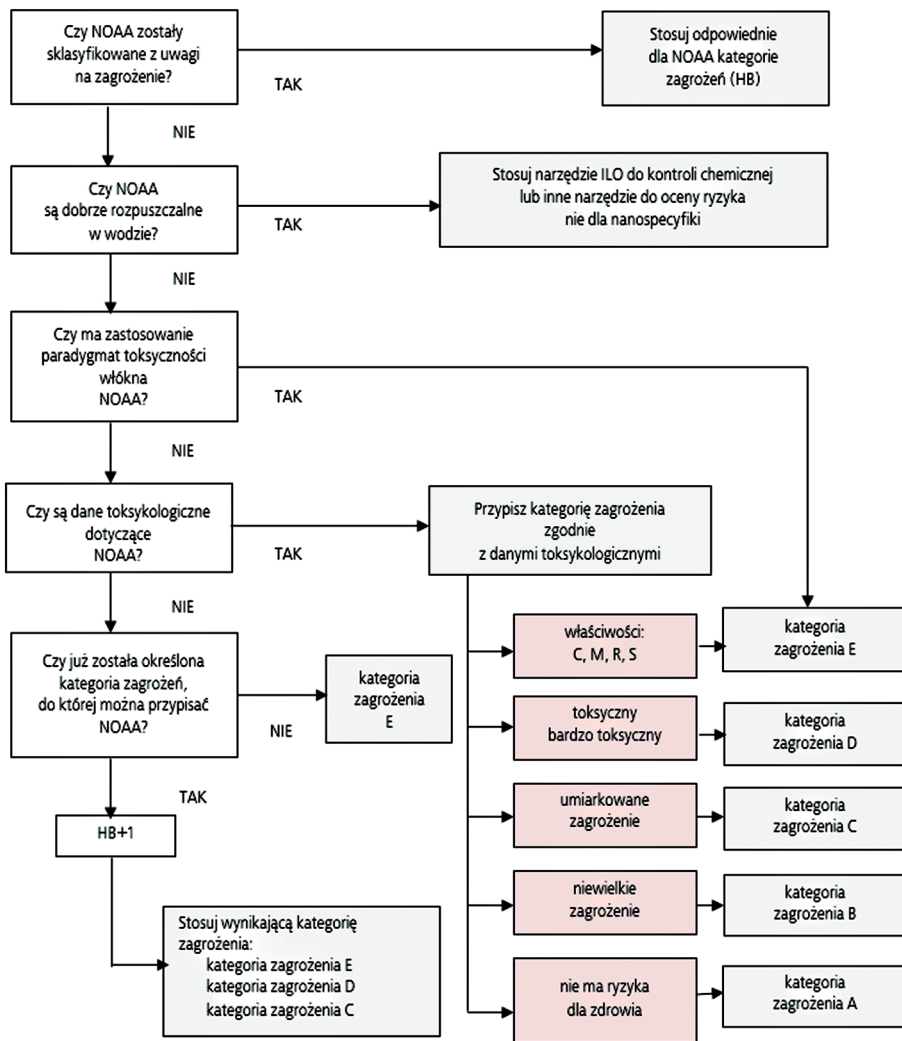 Czy NOAA zostały
sklasyfikowane z uwagi
na zagrożenie?
TAK
Stosuj odpowiednie
dla NOAA kategorie
zagrożeń (HB)
NIE
Czy NOAA
są dobrze rozpuszczalne
w wodzie?
TAK
Stosuj narzędzie ILO do kontroli chemicznej
lub inne narzędzie do oceny ryzyka
nie dla nanospecyfiki
NIE
Czy ma zastosowanie
paradygmat toksyczności
włókna
NOAA?
TAK
NIE
Czy są dane toksykologiczne
dotyczące
NOAA?
TAK
Przypisz kategorię zagrożenia
zgodnie
z danymi toksykologicznymi
NIE
Czy już została określona
kategoria zagrożeń,
do której można przypisać
NOAA?
NIE
kategoria
zagrożenia
E
TAK
HB+1
Stosuj wynikającą kategorię
zagrożenia:
kategoria zagrożenia E
kategoria zagrożenia D
kategoria zagrożenia C
właściwości:
C, M, R, S
kategoria
zagrożenia E
toksyczny
bardzo toksyczny
kategoria
zagrożenia D
umiarkowane
zagrożenie
kategoria
zagrożenia C
niewielkie
zagrożenie
kategoria
zagrożenia B
nie ma ryzyka
dla zdrowia
kategoria
zagrożenia A